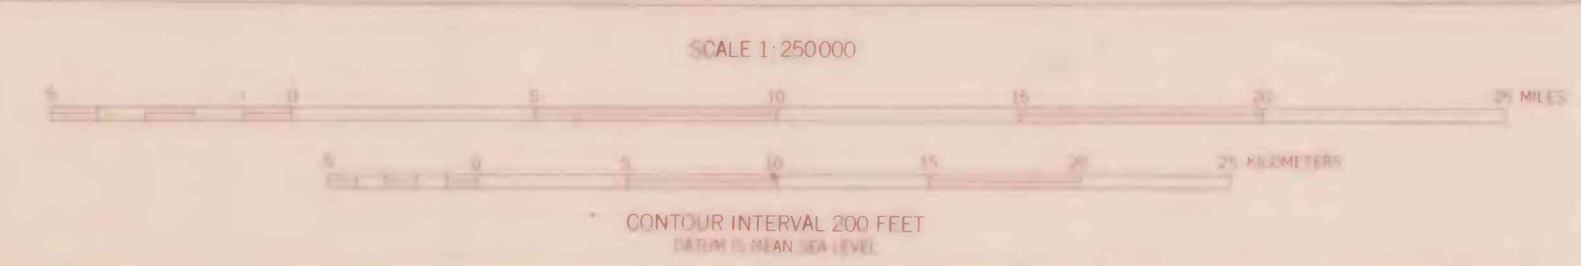 SCALE 1:250000
5 1 0 5 10 15 20 25 MILES
5 0 5 10 15 20 25 KILOMETERS
CONTOUR INTERVAL 200 FEET
DATUM IS MEAN SEA LEVEL